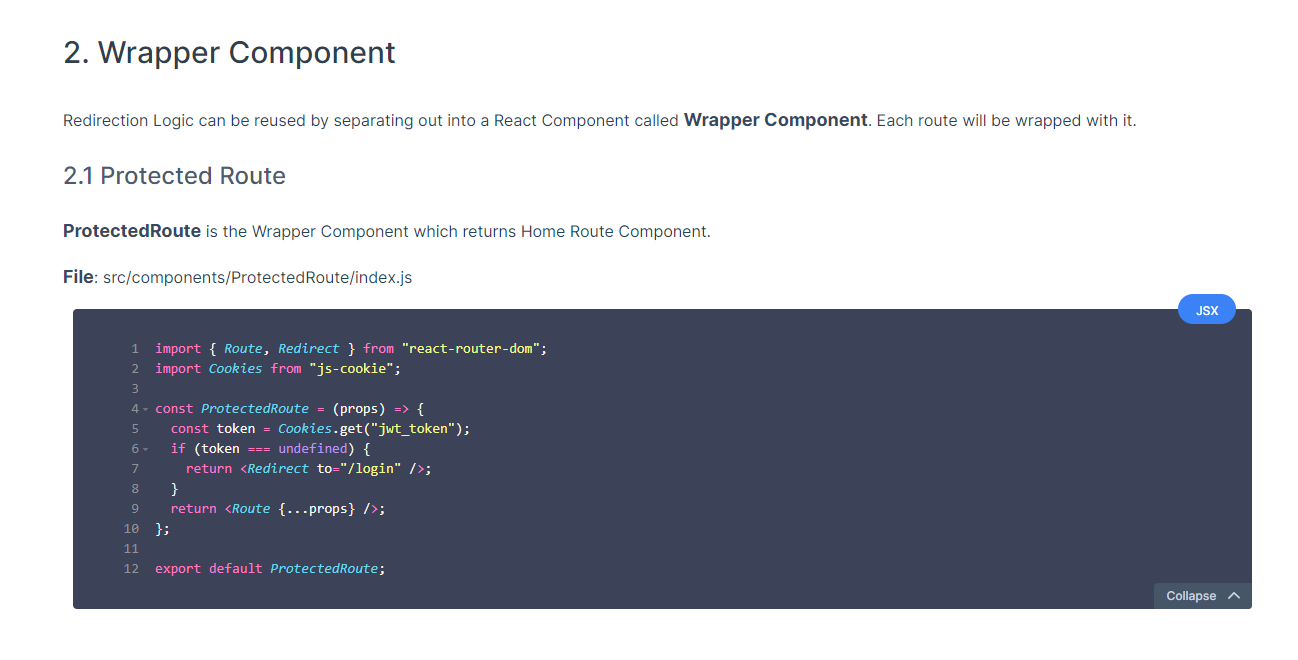 2. Wrapper Component
Redirection Logic can be reused by separating out into a React Component called Wrapper Component. Each route will be wrapped with it.
2.1 Protected Route
ProtectedRoute is the Wrapper Component which returns Home Route Component.
File: src/components/ProtectedRoute/index.js
JSX
1 import { Route, Redirect } from "react-router-dom";
2 import Cookies from "js-cookie";
3
4 const ProtectedRoute = (props) => {
5   const token = Cookies.get("jwt_token");
6   if (token === undefined) {
7     return <Redirect to="/login" />;
8   }
9   return <Route {...props} />;
10 };
11
12 export default ProtectedRoute;
Collapse